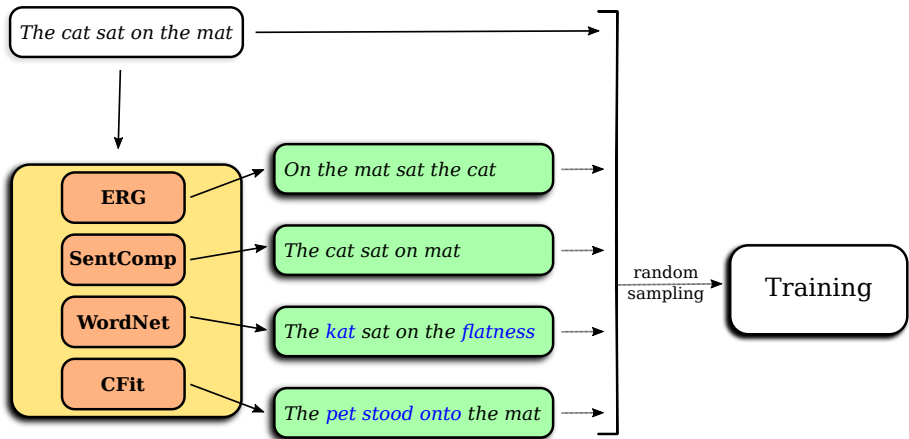 The cat sat on the mat
ERG
On the mat sat the cat
SentComp
The cat sat on mat
WordNet
The kat sat on the flatness
CFit
The pet stood onto the mat
random
sampling
Training